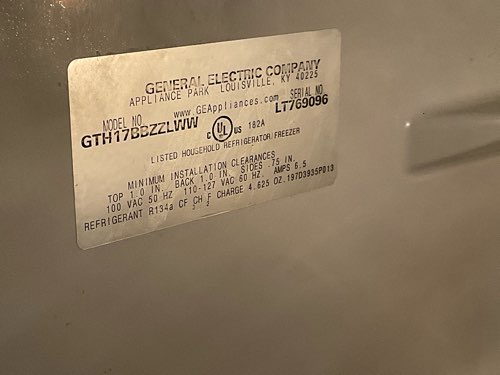 GENERAL ELECTRIC COMPANY
APPLIANCE PARK LOUISVILLE, KY 40225
www.GEAppliances.com
MODEL NO
SERIAL NO
GTH17BBZZLWW
C UL US 182A
LT769096
LISTED HOUSEHOLD REFRIGERATOR/FREEZER
MINIMUM INSTALLATION CLEARANCES
TOP 1.0 IN. BACK 1.0 IN. SIDES .75 IN.
100 VAC 50 HZ 110-127 VAC 60 HZ. AMPS 6.5
REFRIGERANT R134a CF CH F CHARGE 4.625 OZ.